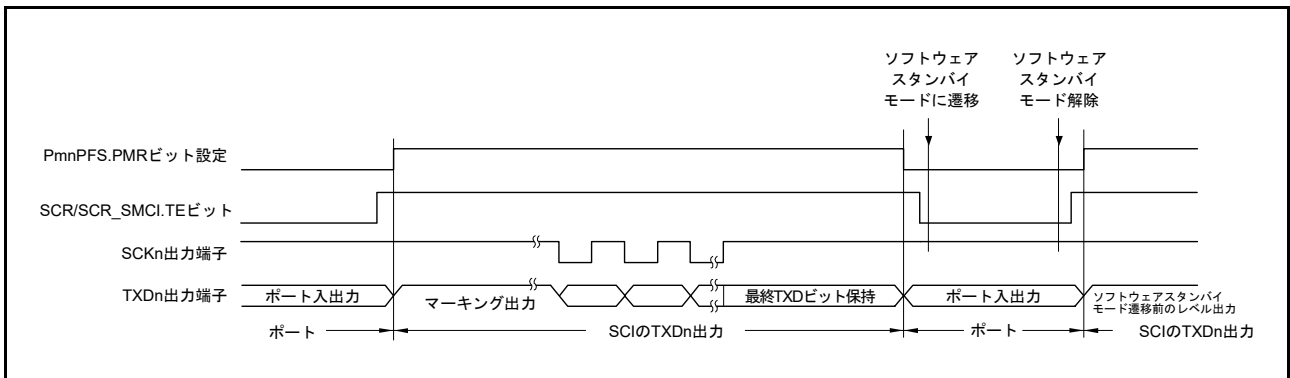 ソフトウェア
スタンバイ
モードに遷移
ソフトウェア
スタンバイ
モード解除
PmnPFS.PMRビット設定
SCR/SCR_SMCI.TEビット
SCKn出力端子
TXDn出力端子
ポート入出力
マーキング出力
最終TXDビット保持
ポート入出力
ソフトウェアスタンバイ
モード遷移前のレベル出力
ポート
SCIのTXDn出力
ポート
SCIのTXDn出力